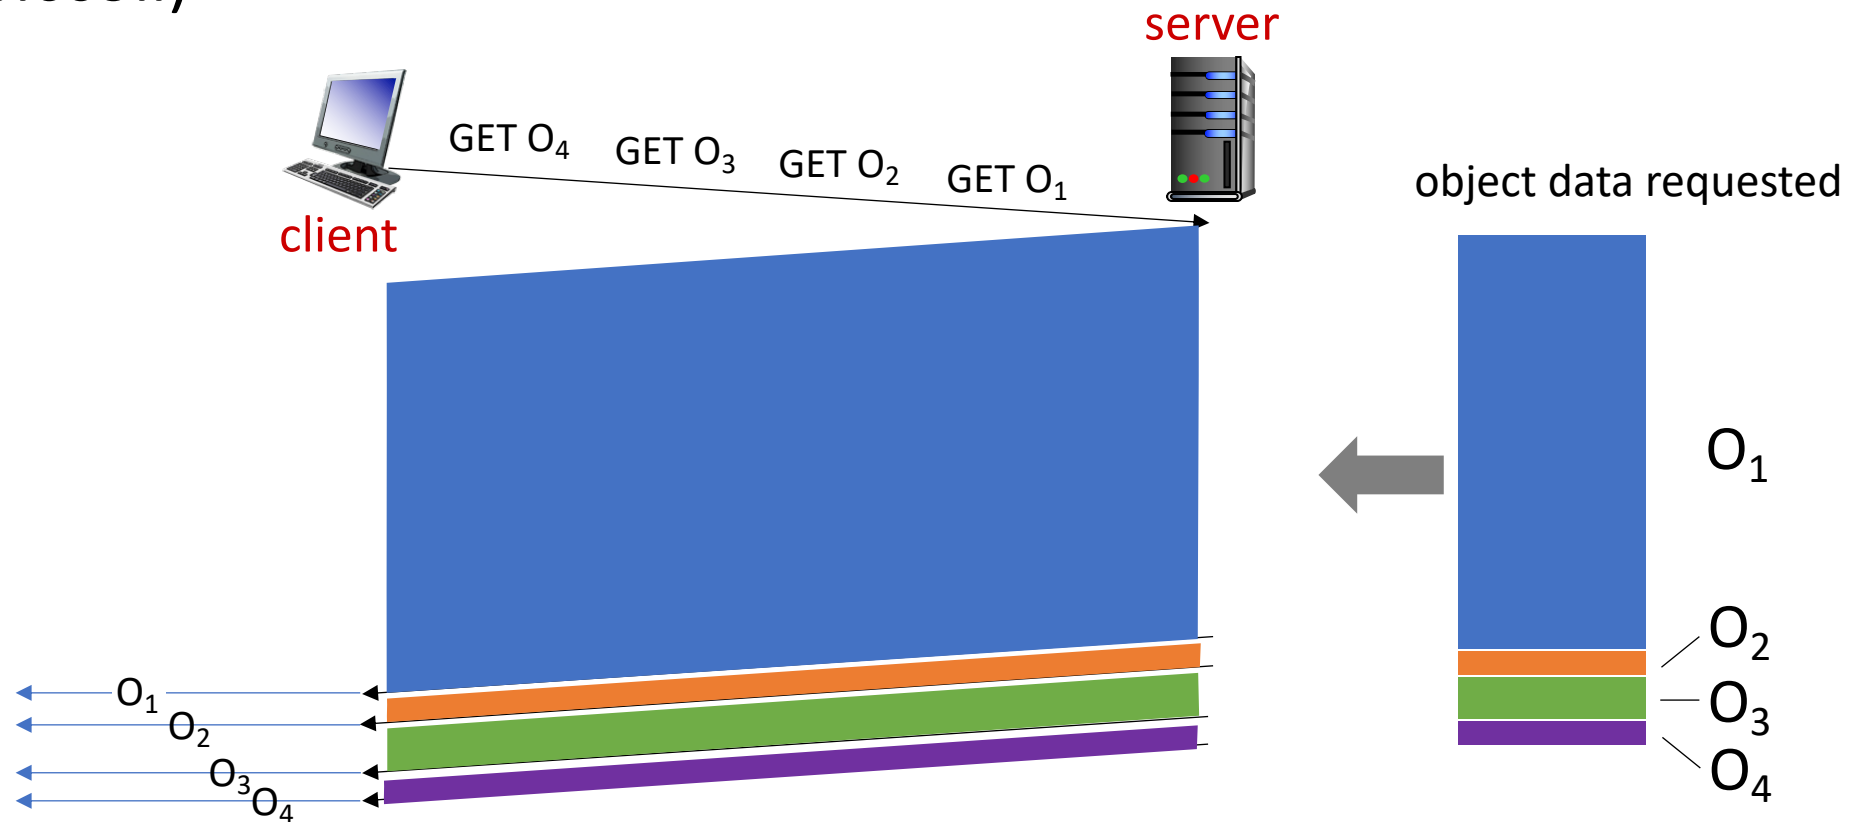 server
GET O₄ GET O₃ GET O₂ GET O₁
object data requested
client
O₁
O₂
O₃
O₄
O₁
O₂
O₃
O₄